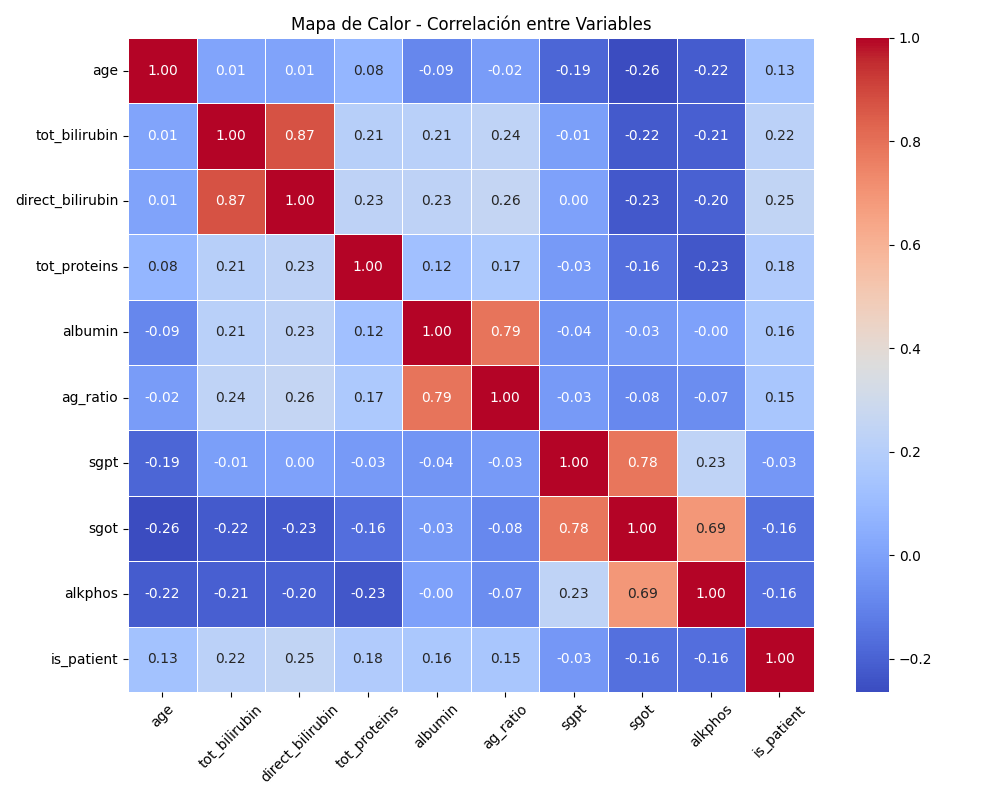 Mapa de Calor - Correlación entre Variables
age 1.00 0.01 0.01 0.08 -0.09 -0.02 -0.19 -0.26 -0.22 0.13
tot_bilirubin 0.01 1.00 0.87 0.21 0.21 0.24 -0.01 -0.22 -0.21 0.22
direct_bilirubin 0.01 0.87 1.00 0.23 0.23 0.26 0.00 -0.23 -0.20 0.25
tot_proteins 0.08 0.21 0.23 1.00 0.12 0.17 -0.03 -0.16 -0.23 0.18
albumin -0.09 0.21 0.23 0.12 1.00 0.79 -0.04 -0.03 -0.00 0.16
ag_ratio -0.02 0.24 0.26 0.17 0.79 1.00 -0.03 -0.08 -0.07 0.15
sgpt -0.19 -0.01 0.00 -0.03 -0.04 -0.03 1.00 0.78 0.23 -0.03
sgot -0.26 -0.22 -0.23 -0.16 -0.03 -0.08 0.78 1.00 0.69 -0.16
alkphos -0.22 -0.21 -0.20 -0.23 -0.00 -0.07 0.23 0.69 1.00 -0.16
is_patient 0.13 0.22 0.25 0.18 0.16 0.15 -0.03 -0.16 -0.16 1.00
age tot_bilirubin direct_bilirubin tot_proteins albumin ag_ratio sgpt sgot alkphos is_patient
1.0
0.8
0.6
0.4
0.2
0.0
−0.2